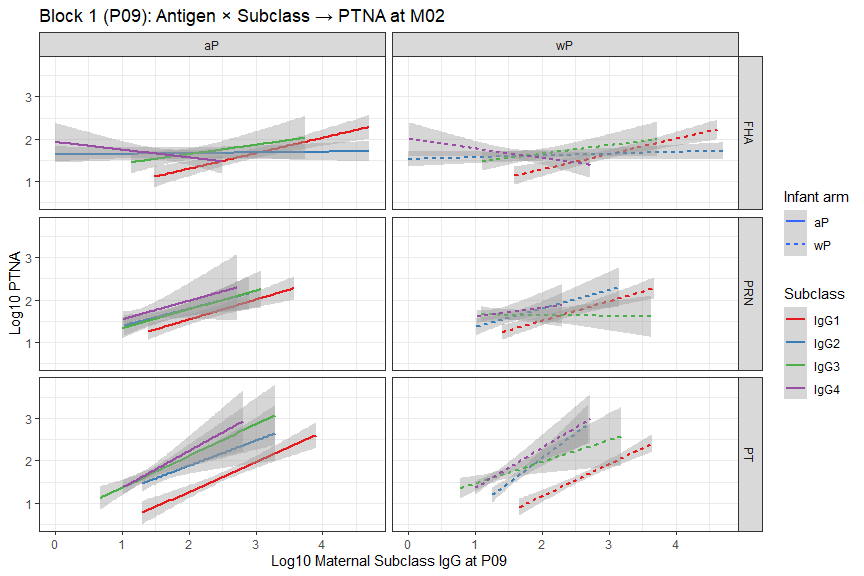 Block 1 (P09): Antigen × Subclass → PTNA at M02
aP
wP
3
2
1
FHA
3
2
1
PRN
3
2
1
PT
Log10 PTNA
0 1 2 3 4
0 1 2 3 4
Log10 Maternal Subclass IgG at P09
Infant arm
aP
wP
Subclass
IgG1
IgG2
IgG3
IgG4